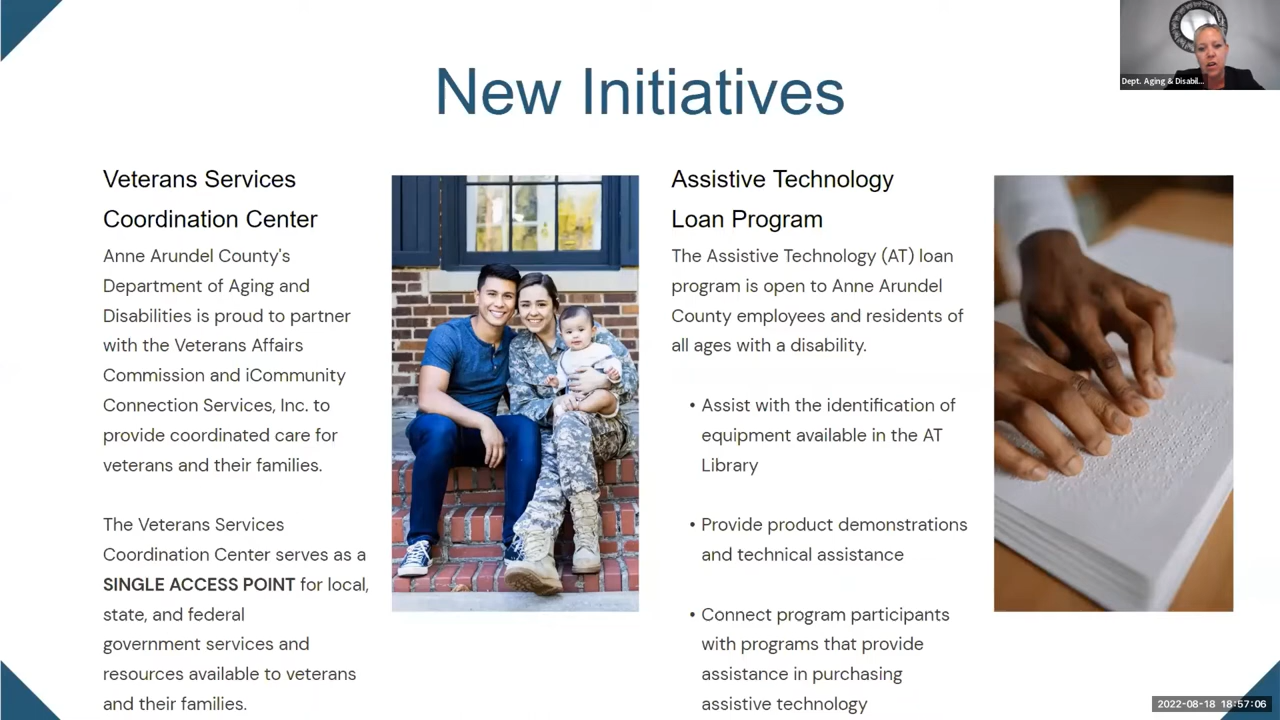 New Initiatives
Veterans Services
Coordination Center
Anne Arundel County's
Department of Aging and
Disabilities is proud to partner
with the Veterans Affairs
Commission and iCommunity
Connection Services, Inc. to
provide coordinated care for
veterans and their families.
The Veterans Services
Coordination Center serves as a
SINGLE ACCESS POINT for local,
state, and federal
government services and
resources available to veterans
and their families.
Assistive Technology
Loan Program
The Assistive Technology (AT) loan
program is open to Anne Arundel
County employees and residents of
all ages with a disability.
• Assist with the identification of
equipment available in the AT
Library
• Provide product demonstrations
and technical assistance
• Connect program participants
with programs that provide
assistance in purchasing
assistive technology
Dept. Aging & Disabil...
2022-08-18 18:57:06